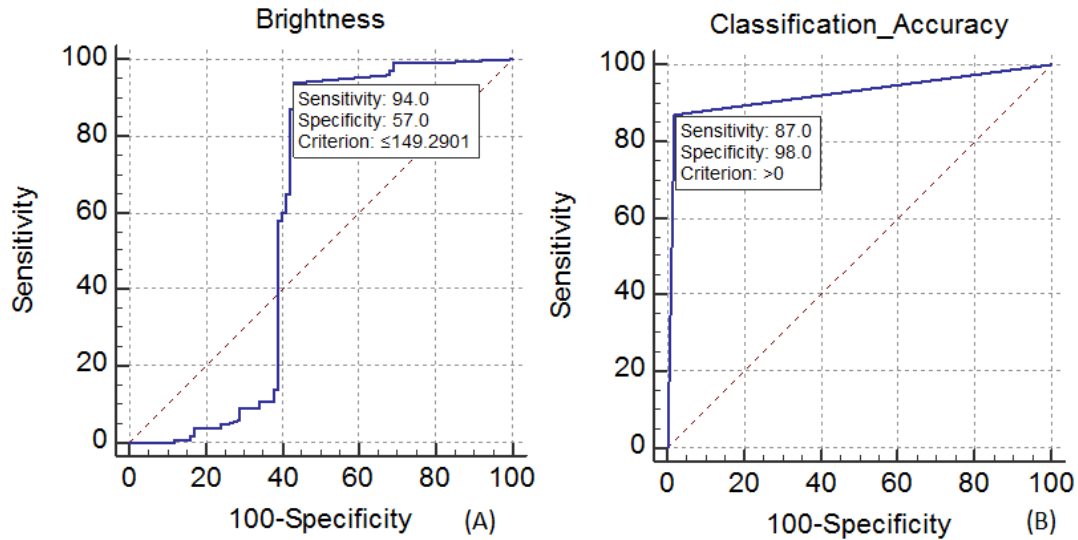 Brightness
100
80
60
40
20
0
Sensitivity
Sensitivity: 94.0
Specificity: 57.0
Criterion: ≤149.2901
0 20 40 60 80 100
100-Specificity (A)
Classification_Accuracy
100
80
60
40
20
0
Sensitivity
Sensitivity: 87.0
Specificity: 98.0
Criterion: >0
0 20 40 60 80 100
100-Specificity (B)